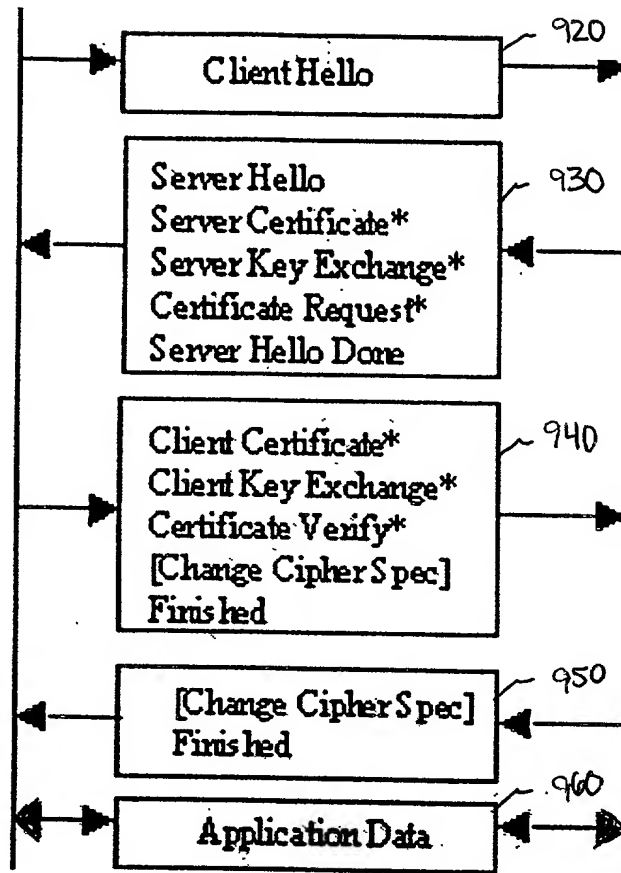 920
Client Hello
930
Server Hello
Server Certificate*
Server Key Exchange*
Certificate Request*
Server Hello Done
940
Client Certificate*
Client Key Exchange*
Certificate Verify*
[Change Cipher Spec]
Finished
950
[Change Cipher Spec]
Finished
960
Application Data